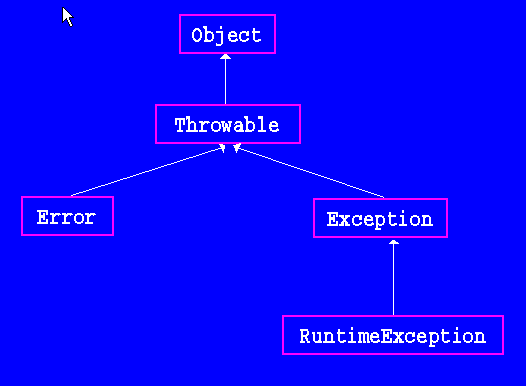 Object
Throwable
Error
Exception
RuntimeException